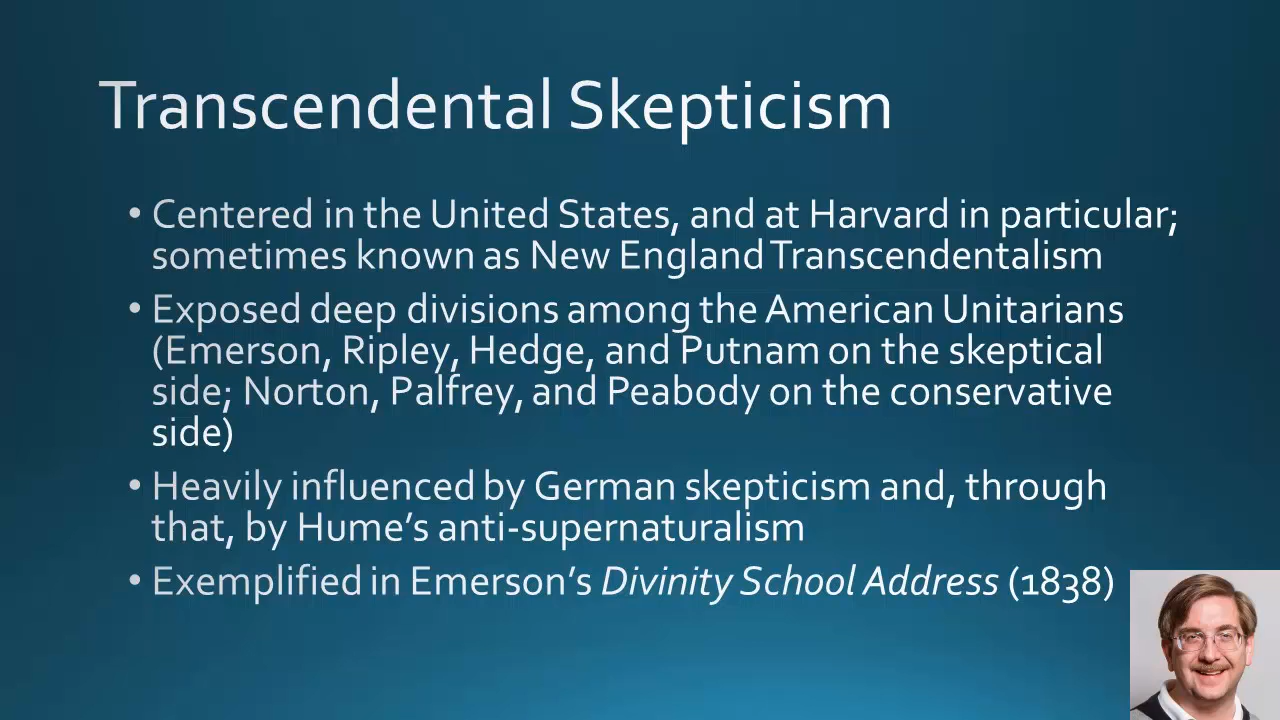 Transcendental Skepticism
• Centered in the United States, and at Harvard in particular;
sometimes known as New England Transcendentalism
• Exposed deep divisions among the American Unitarians
(Emerson, Ripley, Hedge, and Putnam on the skeptical
side; Norton, Palfrey, and Peabody on the conservative
side)
• Heavily influenced by German skepticism and, through
that, by Hume’s anti-supernaturalism
• Exemplified in Emerson’s Divinity School Address (1838)